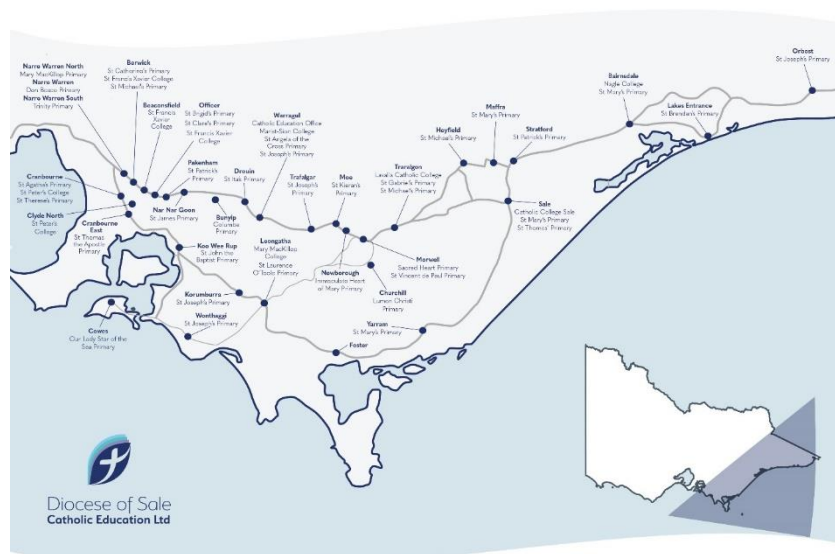 Narre Warren North
Mary MacKillop Primary
Narre Warren
Don Bosco Primary
Narre Warren South
Trinity Primary
Berwick
St Catherine's Primary
St Francis Xavier College
St Michael's Primary
Beaconsfield
St Francis
Xavier
College
Officer
St Brigid's Primary
St Clare's Primary
St Francis Xavier
College
Pakenham
St Patrick's
Primary
Nar Nar Goon
St James Primary
Cranbourne
St Agatha's Primary
St Peter's College
St Therese's Primary
Clyde North
St Peter's
College
Cranbourne
East
St Thomas
the Apostle
Primary
Bunyip
Columba
Primary
Drouin
St Ita's Primary
Warragul
Catholic Education Office
Marist-Sion College
St Angela of the
Cross Primary
St Joseph's Primary
Trafalgar
St Joseph's
Primary
Moe
St Kieran's
Primary
Newborough
Immaculate Heart
of Mary Primary
Traralgon
Lavalla Catholic College
St Gabriel's Primary
St Michael's Primary
Morwell
Sacred Heart Primary
St Vincent de Paul Primary
Churchill
Lumen Christi
Primary
Heyfield
St Michael's Primary
Maffra
St Mary's Primary
Stratford
St Patrick's Primary
Sale
Catholic College Sale
St Mary's Primary
St Thomas' Primary
Bairnsdale
Nagle College
St Mary's Primary
Lakes Entrance
St Brendan's Primary
Orbost
St Joseph's Primary
Koo Wee Rup
St John the
Baptist Primary
Leongatha
Mary MacKillop
College
St Laurence
O'Toole Primary
Korumburra
St Joseph's Primary
Wonthaggi
St Joseph's Primary
Cowes
Our Lady Star of the
Sea Primary
Foster
Yarram
St Mary's Primary
Diocese of Sale
Catholic Education Ltd